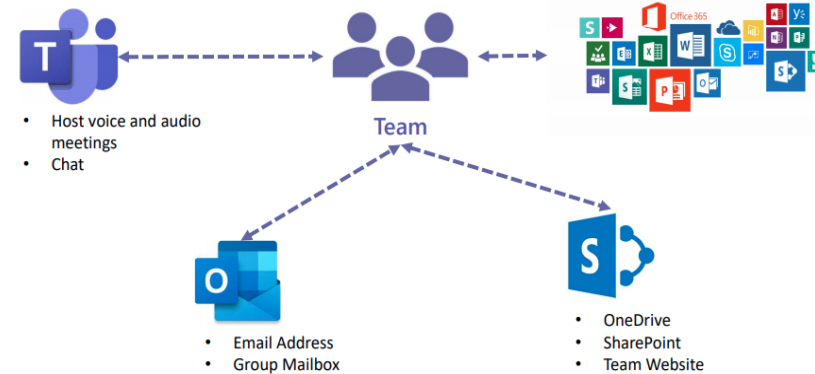 Office 365
T
S
W
X
P
S
O
S
• Host voice and audio
meetings
• Chat
Team
O
S
• Email Address
• Group Mailbox
• OneDrive
• SharePoint
• Team Website